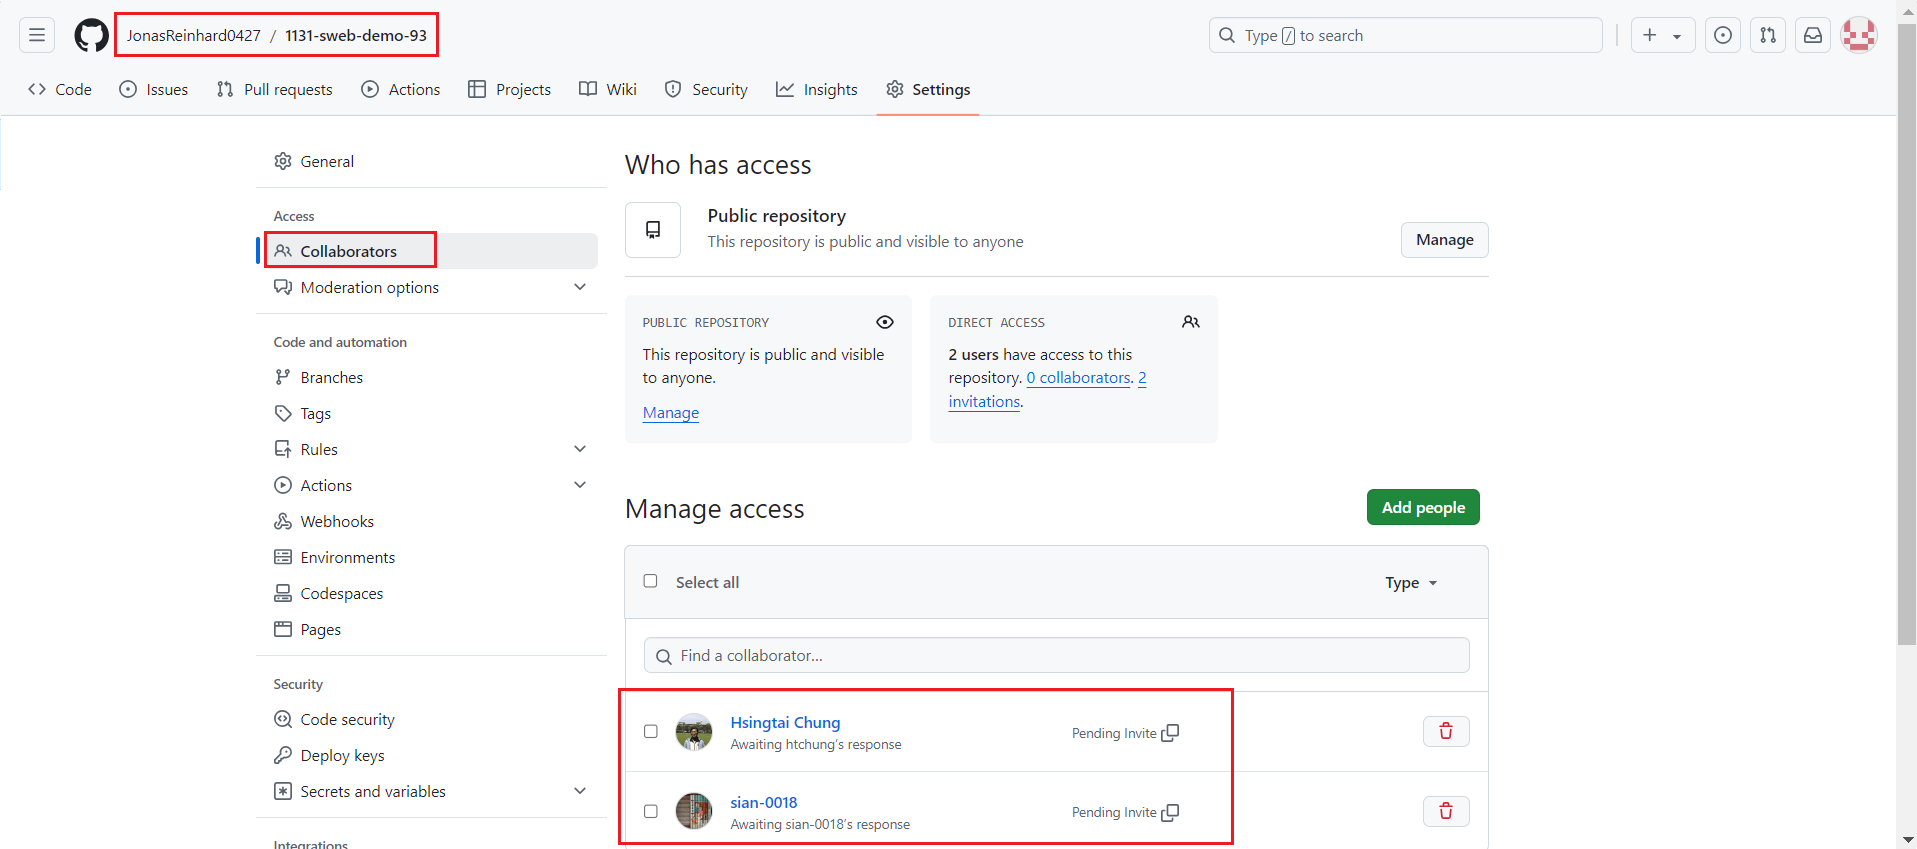 JonasReinhard0427 / 1131-sweb-demo-93
Type / to search
Code
Issues
Pull requests
Actions
Projects
Wiki
Security
Insights
Settings
General
Access
Collaborators
Moderation options
Code and automation
Branches
Tags
Rules
Actions
Webhooks
Environments
Codespaces
Pages
Security
Code security
Deploy keys
Secrets and variables
Integrations
Who has access
Public repository
This repository is public and visible to anyone
Manage
PUBLIC REPOSITORY
This repository is public and visible
to anyone.
Manage
DIRECT ACCESS
2 users have access to this
repository. 0 collaborators. 2
invitations.
Manage access
Add people
Select all
Type
Find a collaborator...
Hsingtai Chung
Awaiting htchung's response
Pending Invite
sian-0018
Awaiting sian-0018's response
Pending Invite